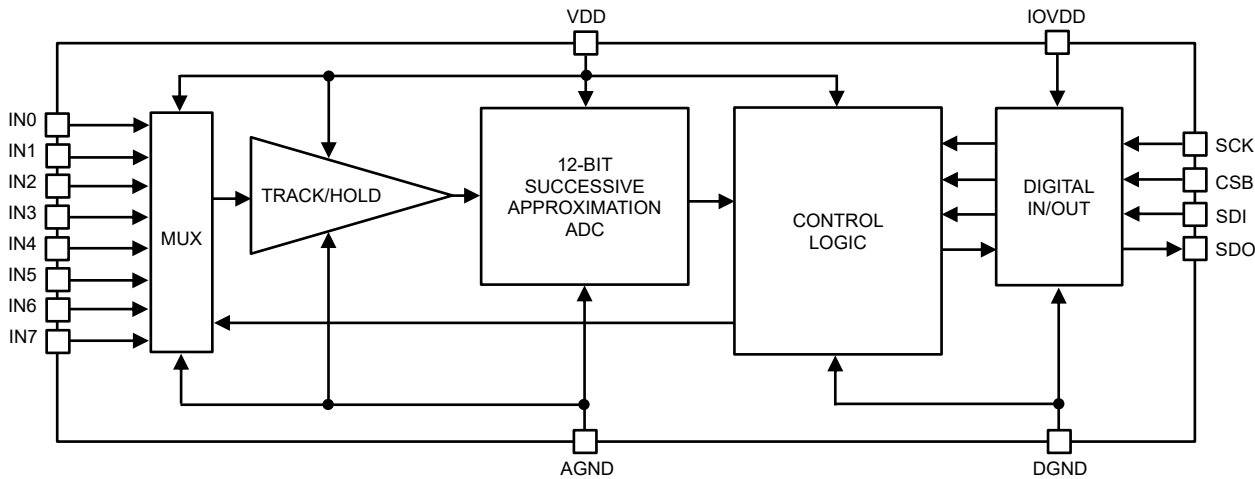 VDD
IOVDD
IN0
IN1
IN2
IN3
IN4
IN5
IN6
IN7
MUX
TRACK/HOLD
12-BIT
SUCCESSIVE
APPROXIMATION
ADC
CONTROL
LOGIC
DIGITAL
IN/OUT
SCK
CSB
SDI
SDO
AGND
DGND